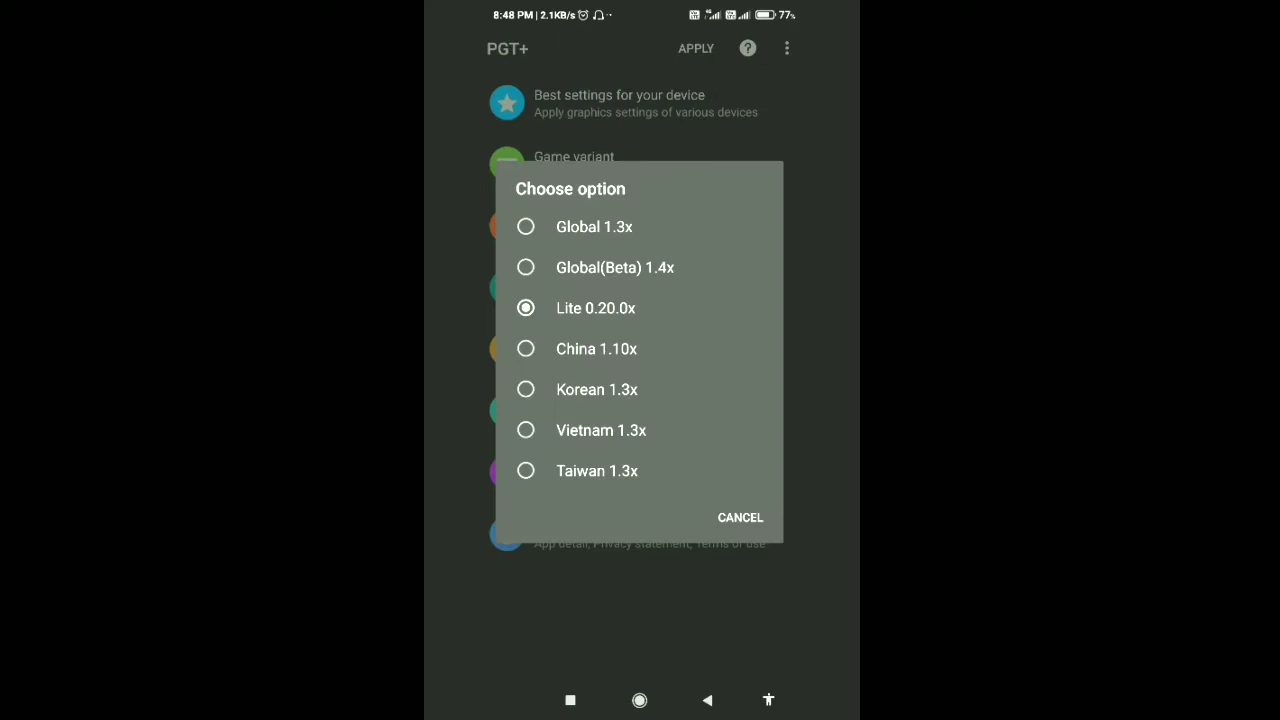 8:48 PM | 2.1KB/s
77%
PGT+
APPLY
Best settings for your device
Apply graphics settings of various devices
Game variant
Choose option
Global 1.3x
Global(Beta) 1.4x
Lite 0.20.0x
China 1.10x
Korean 1.3x
Vietnam 1.3x
Taiwan 1.3x
CANCEL
App detail, Privacy statement, Terms of use